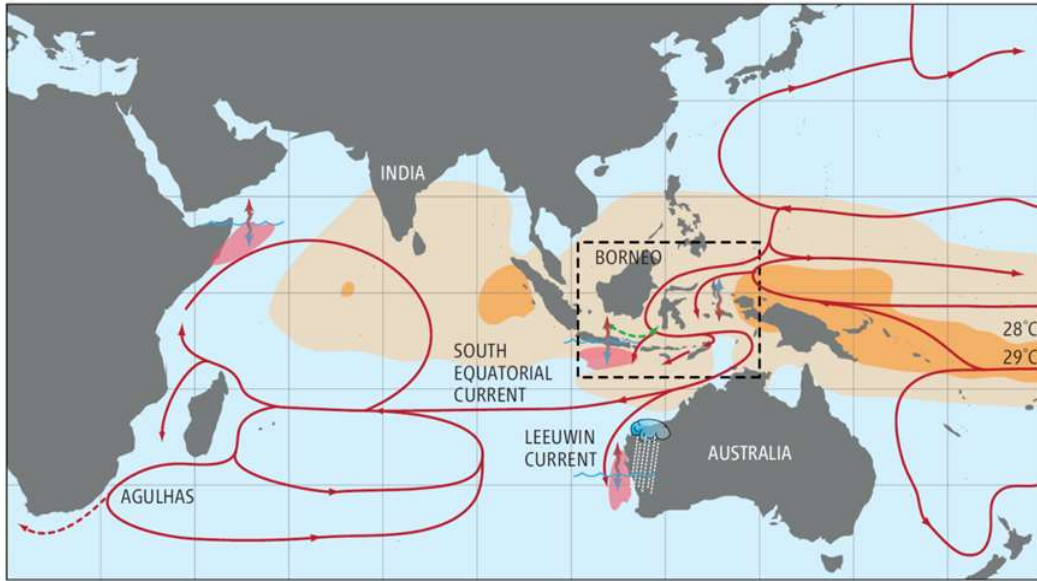 INDIA
BORNEO
28°C
29°C
SOUTH
EQUATORIAL
CURRENT
LEEUWIN
CURRENT
AUSTRALIA
AGULHAS